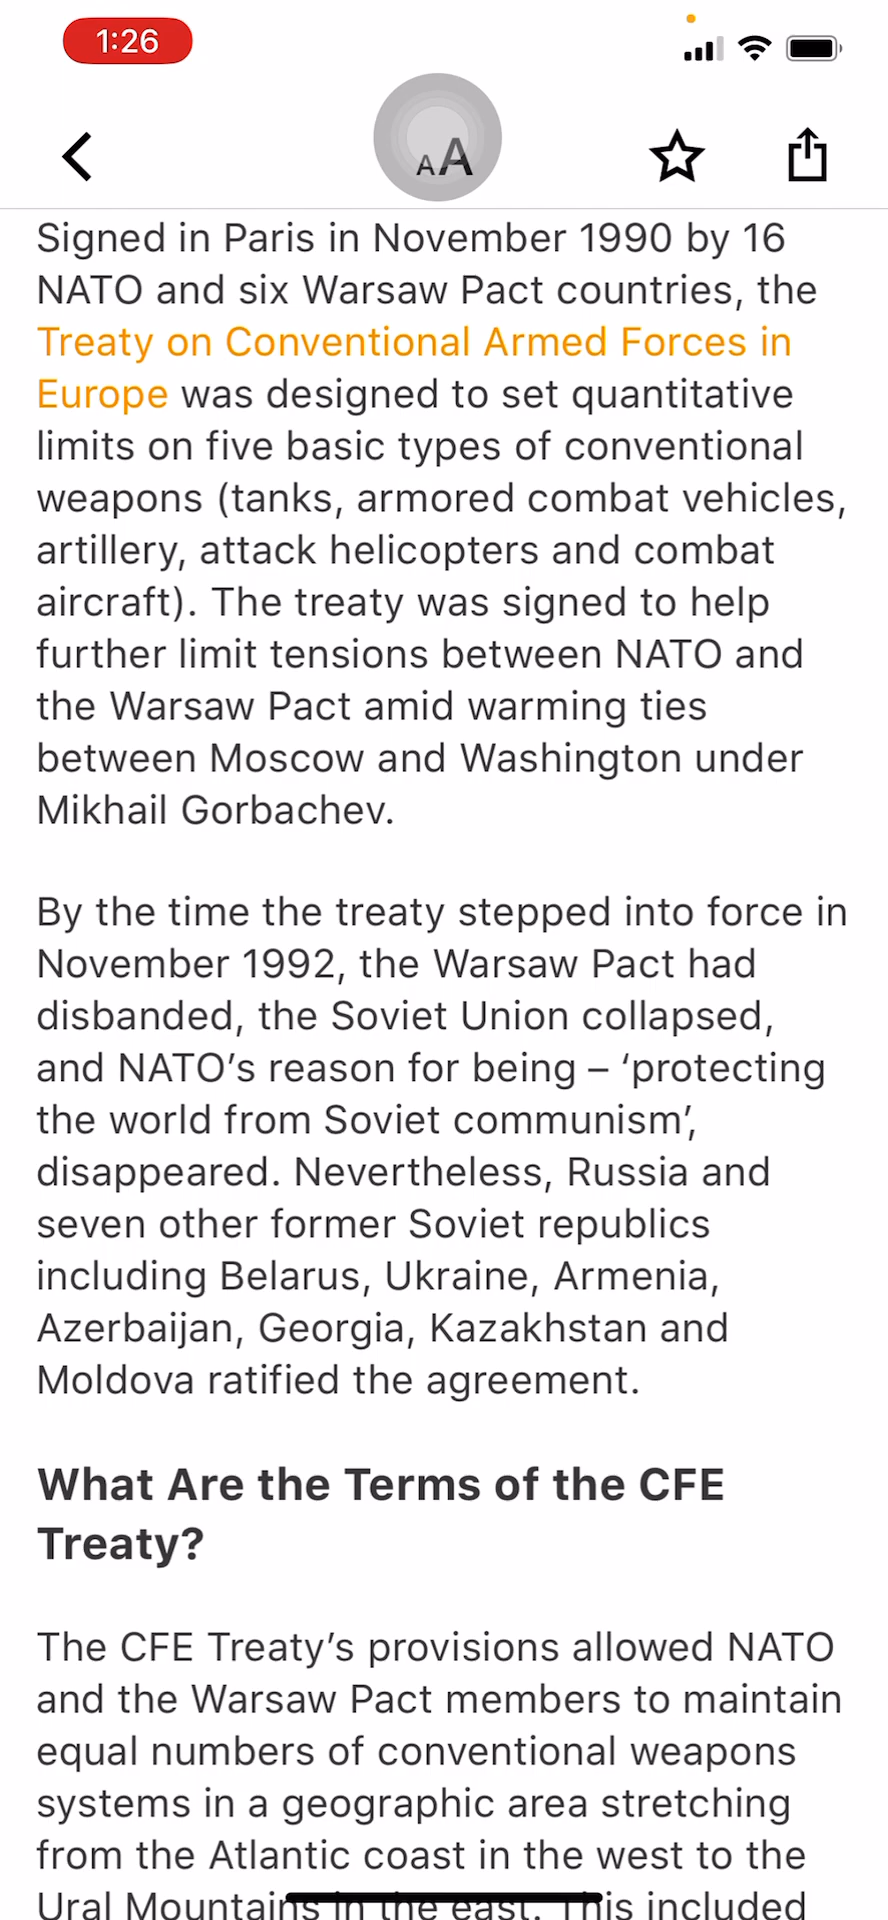 1:26
AA
Signed in Paris in November 1990 by 16
NATO and six Warsaw Pact countries, the
Treaty on Conventional Armed Forces in
Europe was designed to set quantitative
limits on five basic types of conventional
weapons (tanks, armored combat vehicles,
artillery, attack helicopters and combat
aircraft). The treaty was signed to help
further limit tensions between NATO and
the Warsaw Pact amid warming ties
between Moscow and Washington under
Mikhail Gorbachev.
By the time the treaty stepped into force in
November 1992, the Warsaw Pact had
disbanded, the Soviet Union collapsed,
and NATO’s reason for being – ‘protecting
the world from Soviet communism’,
disappeared. Nevertheless, Russia and
seven other former Soviet republics
including Belarus, Ukraine, Armenia,
Azerbaijan, Georgia, Kazakhstan and
Moldova ratified the agreement.
What Are the Terms of the CFE
Treaty?
The CFE Treaty’s provisions allowed NATO
and the Warsaw Pact members to maintain
equal numbers of conventional weapons
systems in a geographic area stretching
from the Atlantic coast in the west to the
Ural Mountains in the east. This included